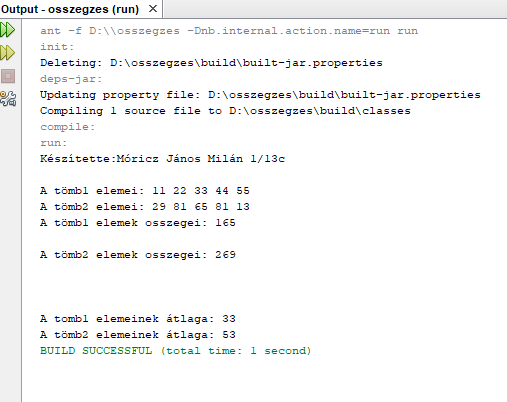 Output - osszegzes (run) ×
ant -f D:\\osszegzes -Dnb.internal.action.name=run run
init:
Deleting: D:\osszegzes\build\built-jar.properties
deps-jar:
Updating property file: D:\osszegzes\build\built-jar.properties
Compiling 1 source file to D:\osszegzes\build\classes
compile:
run:
Készítette:Móricz János Milán 1/13c
A tömb1 elemei: 11 22 33 44 55
A tömb2 elemei: 29 81 65 81 13
A tömb1 elemek osszegei: 165
A tömb2 elemek osszegei: 269
A tomb1 elemeinek átlaga: 33
A tömb2 elemeinek átlaga: 53
BUILD SUCCESSFUL (total time: 1 second)